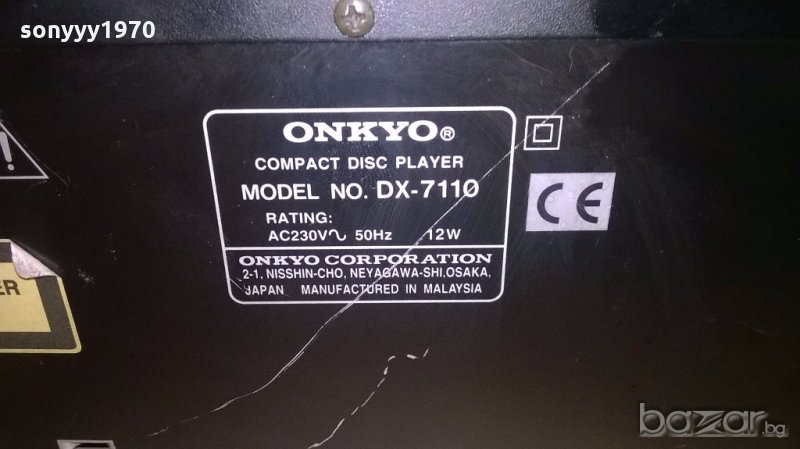 sonyyy1970
ONKYO®
COMPACT DISC PLAYER
MODEL NO. DX-7110
RATING:
AC230V∿ 50Hz 12W
ONKYO CORPORATION
2-1, NISSHIN-CHO, NEYAGAWA-SHI, OSAKA,
JAPAN MANUFACTURED IN MALAYSIA
CE
ER
bazar.bg